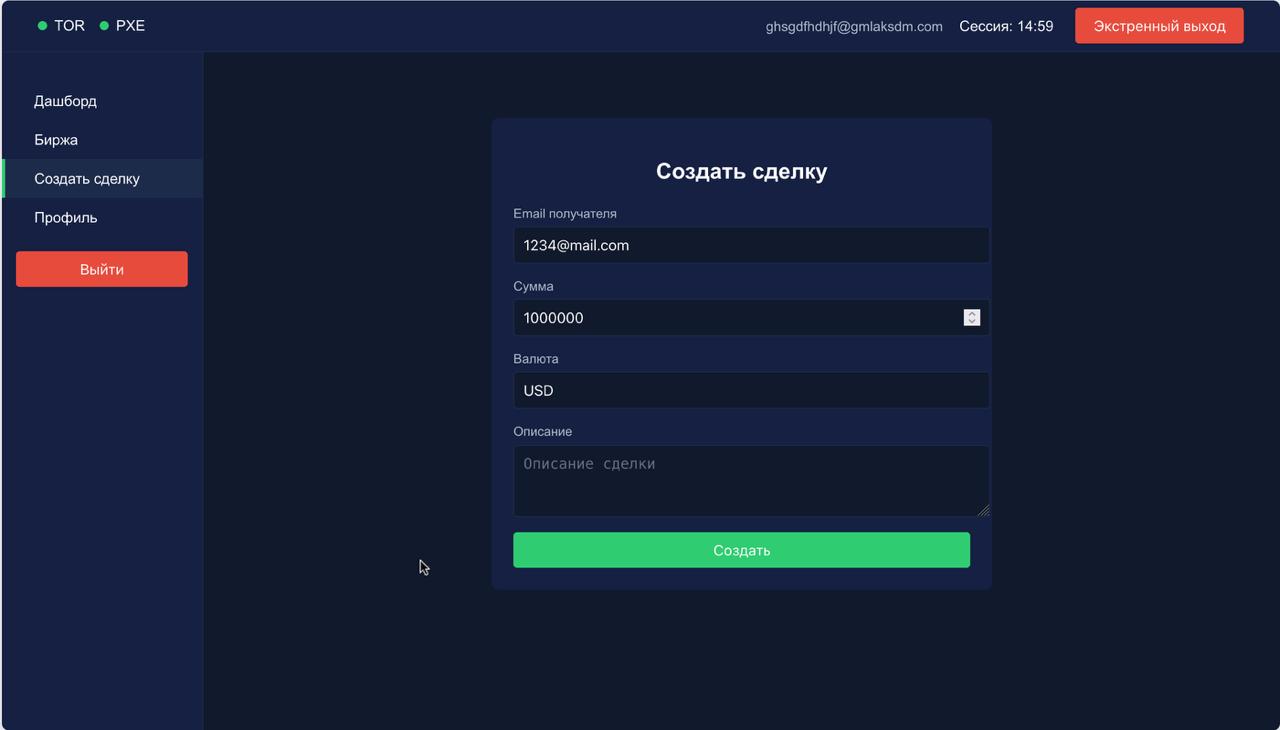 TOR PXE ghsgdfhdhjf@gmlaksdm.com Сессия: 14:59 Экстренный выход
Дашборд
Биржа
Создать сделку
Профиль
Выйти
Создать сделку
Email получателя
1234@mail.com
Сумма
1000000
Валюта
USD
Описание
Описание сделки
Создать